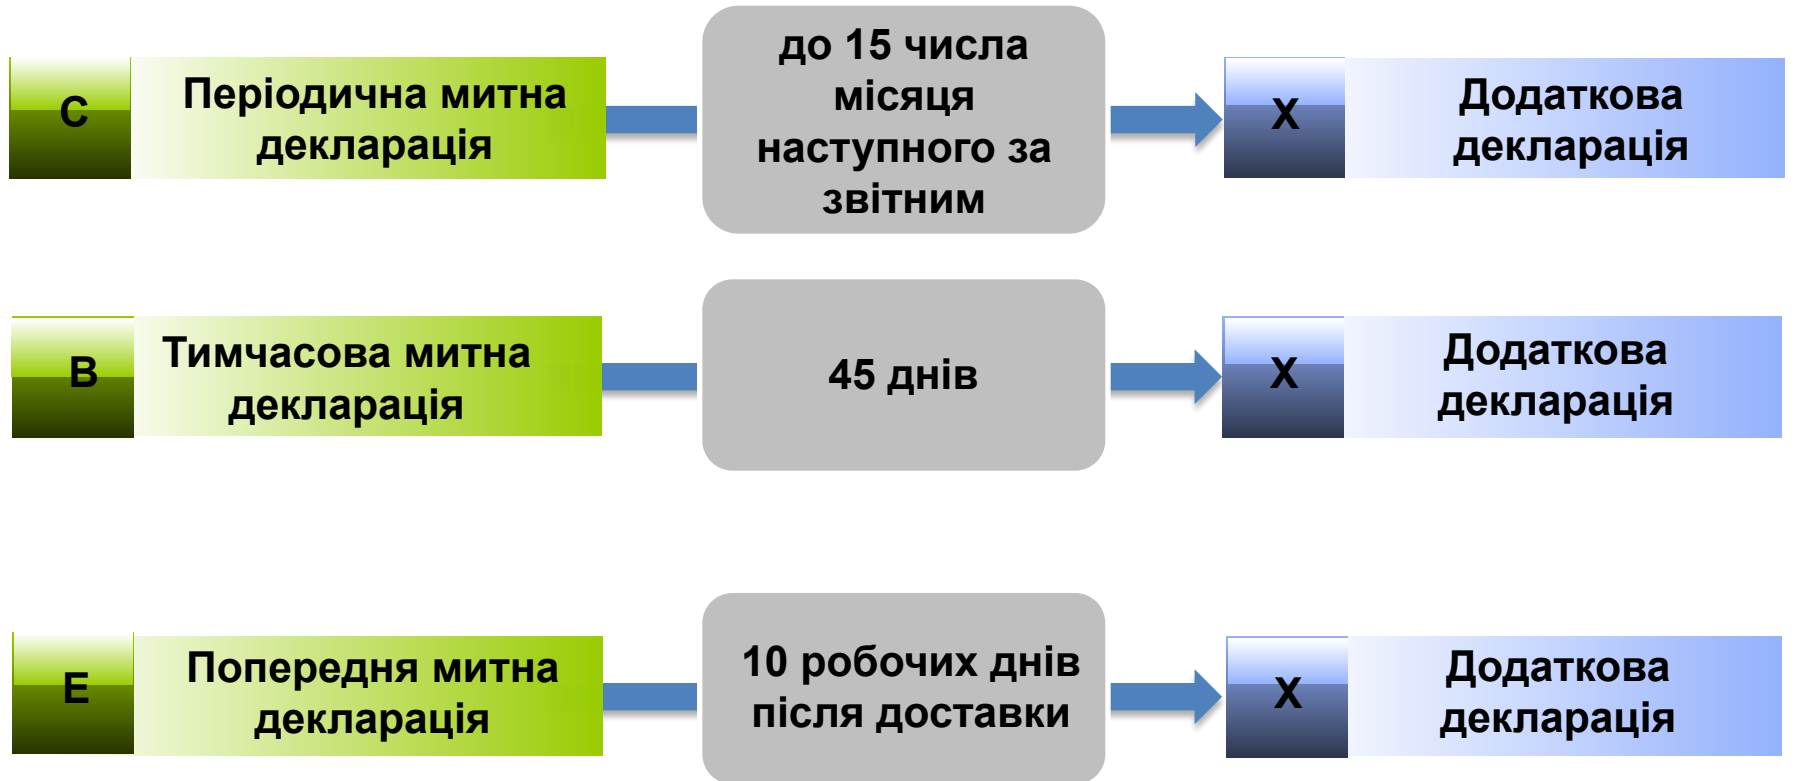 С
Періодична митна
декларація
до 15 числа
місяця
наступного за
звітним
Х
Додаткова
декларація
В
Тимчасова митна
декларація
45 днів
Х
Додаткова
декларація
Е
Попередня митна
декларація
10 робочих днів
після доставки
Х
Додаткова
декларація